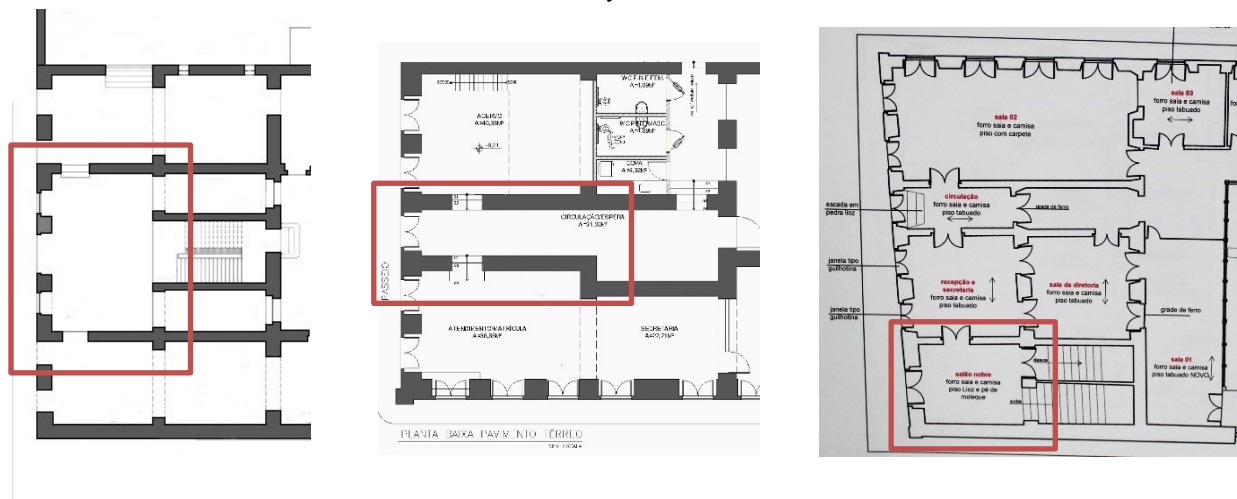 ACERVO
WC P.N.E FEM.
COPA
CIRCULAÇÃO/ESPERA
PASSEIO
ATENDIMENTO/MATRÍCULA
SECRETARIA
A=22,21M²
PLANTA BAIXA PAVIMENTO TÉRREO
SEM ESCALA
sala 03
forro saia e camisa
piso tabuado
sala 02
forro saia e camisa
piso com carpete
escada em
pedra lioz
circulação
forro saia e camisa
piso tabuado
grade de ferro
janela tipo
guilhotina
recepção e
secretaria
forro saia e camisa
piso tabuado
sala da diretoria
forro saia e camisa
piso tabuado
janela tipo
guilhotina
grade de ferro
salão nobre
forro saia e camisa
piso Lioz e pé de
moleque
desce
sobe
sala 01
forro saia e camisa
piso tabuado NOVO